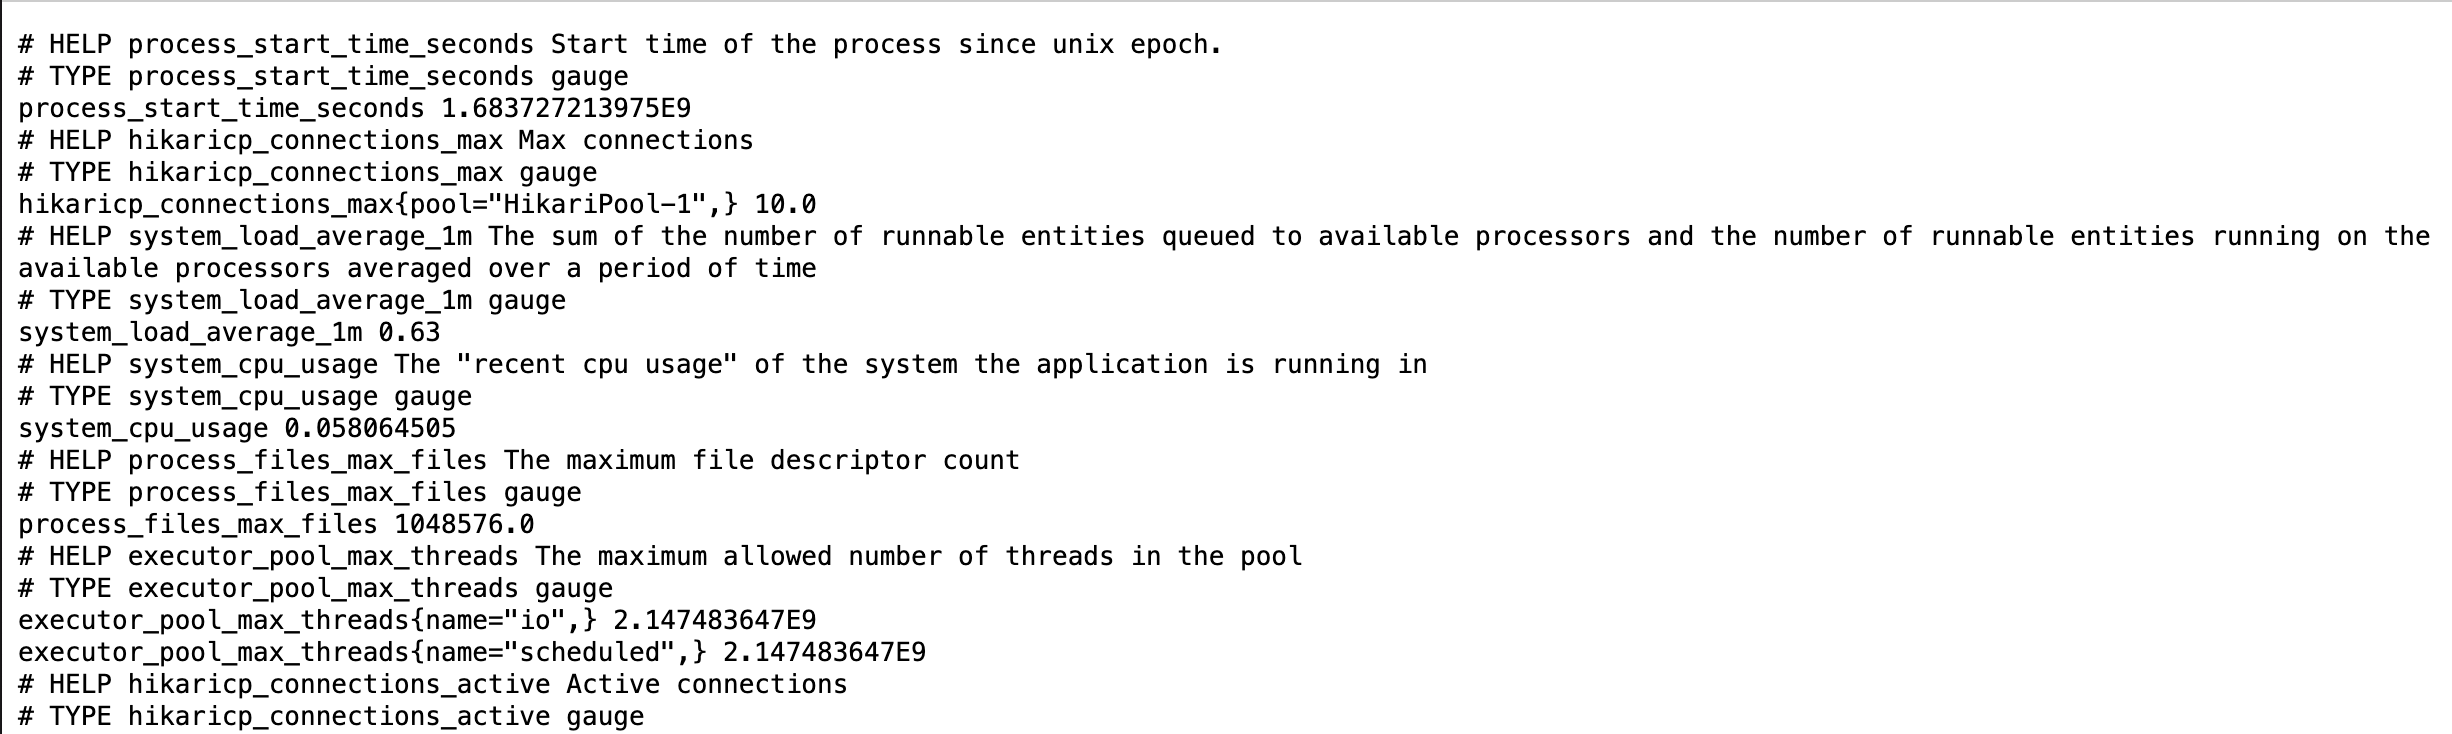 # HELP process_start_time_seconds Start time of the process since unix epoch.
# TYPE process_start_time_seconds gauge
process_start_time_seconds 1.683727213975E9
# HELP hikaricp_connections_max Max connections
# TYPE hikaricp_connections_max gauge
hikaricp_connections_max{pool="HikariPool-1",} 10.0
# HELP system_load_average_1m The sum of the number of runnable entities queued to available processors and the number of runnable entities running on the
available processors averaged over a period of time
# TYPE system_load_average_1m gauge
system_load_average_1m 0.63
# HELP system_cpu_usage The "recent cpu usage" of the system the application is running in
# TYPE system_cpu_usage gauge
system_cpu_usage 0.058064505
# HELP process_files_max_files The maximum file descriptor count
# TYPE process_files_max_files gauge
process_files_max_files 1048576.0
# HELP executor_pool_max_threads The maximum allowed number of threads in the pool
# TYPE executor_pool_max_threads gauge
executor_pool_max_threads{name="io",} 2.147483647E9
executor_pool_max_threads{name="scheduled",} 2.147483647E9
# HELP hikaricp_connections_active Active connections
# TYPE hikaricp_connections_active gauge